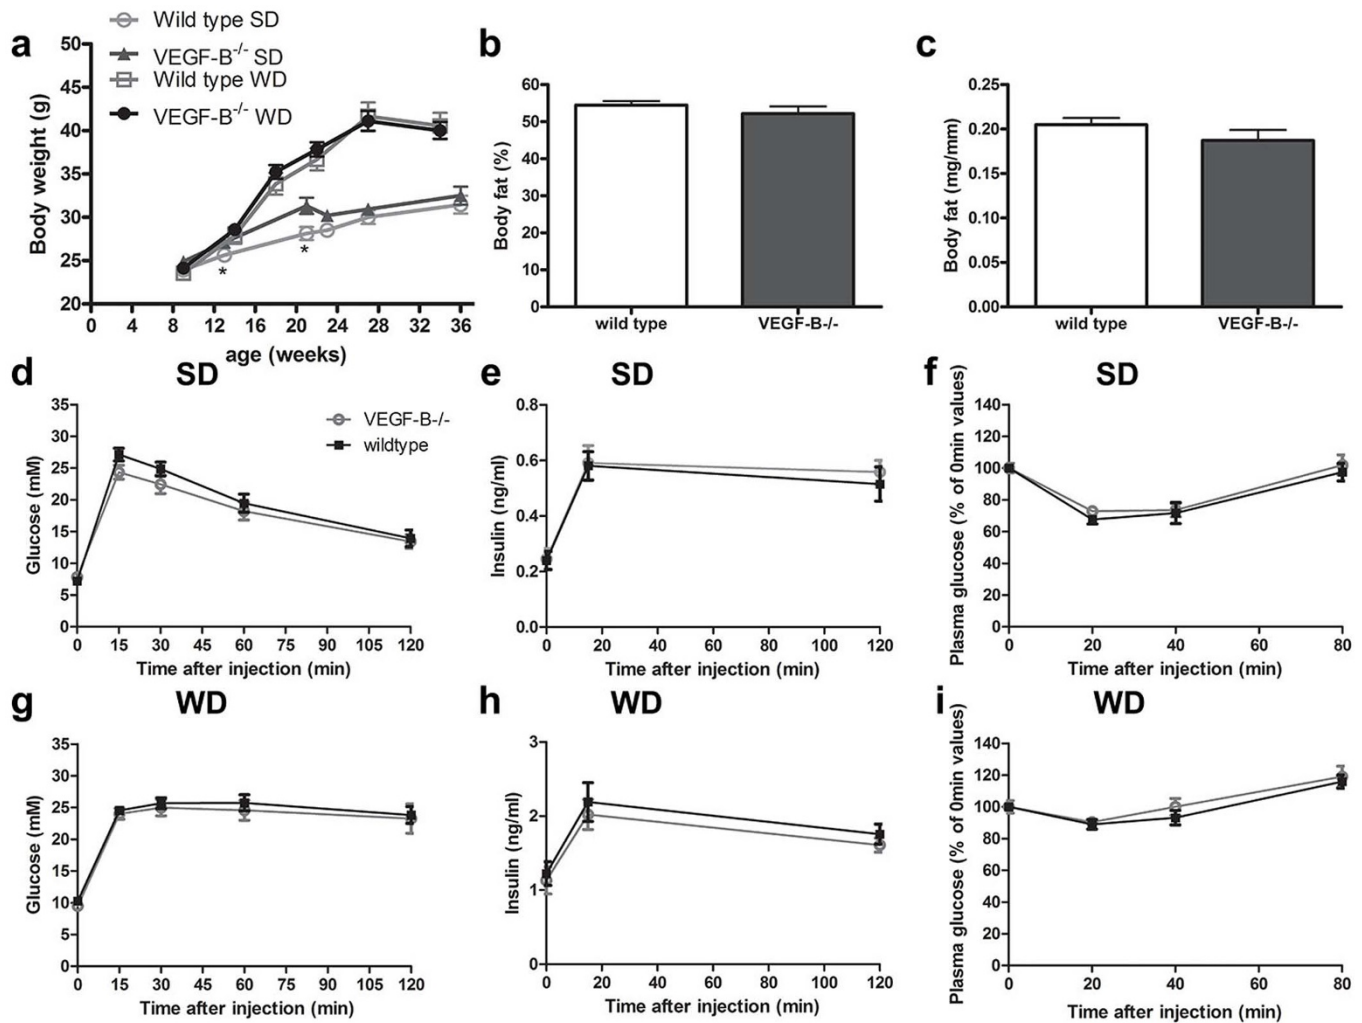 a
Wild type SD
VEGF-B-/- SD
Wild type WD
VEGF-B-/- WD
Body weight (g)
50
45
40
35
30
25
20
*
*
0 4 8 12 16 20 24 28 32 36
age (weeks)
b
Body fat (%)
60
50
40
30
20
10
0
wild type VEGF-B-/-
c
Body fat (mg/mm)
0.25
0.20
0.15
0.10
0.05
0.00
wild type VEGF-B-/-
d
SD
VEGF-B-/-
wildtype
Glucose (mM)
35
30
25
20
15
10
5
0
0 15 30 45 60 75 90 105 120
Time after injection (min)
e
SD
Insulin (ng/ml)
0.8
0.6
0.4
0.2
0.0
0 20 40 60 80 100 120
Time after injection (min)
f
SD
Plasma glucose (% of 0min values)
140
120
100
80
60
40
20
0
0 20 40 60 80
Time after injection (min)
g
WD
Glucose (mM)
35
30
25
20
15
10
5
0
0 15 30 45 60 75 90 105 120
Time after injection (min)
h
WD
Insulin (ng/ml)
3
2
1
0
0 20 40 60 80 100 120
Time after injection (min)
i
WD
Plasma glucose (% of 0min values)
140
120
100
80
60
40
20
0
0 20 40 60 80
Time after injection (min)